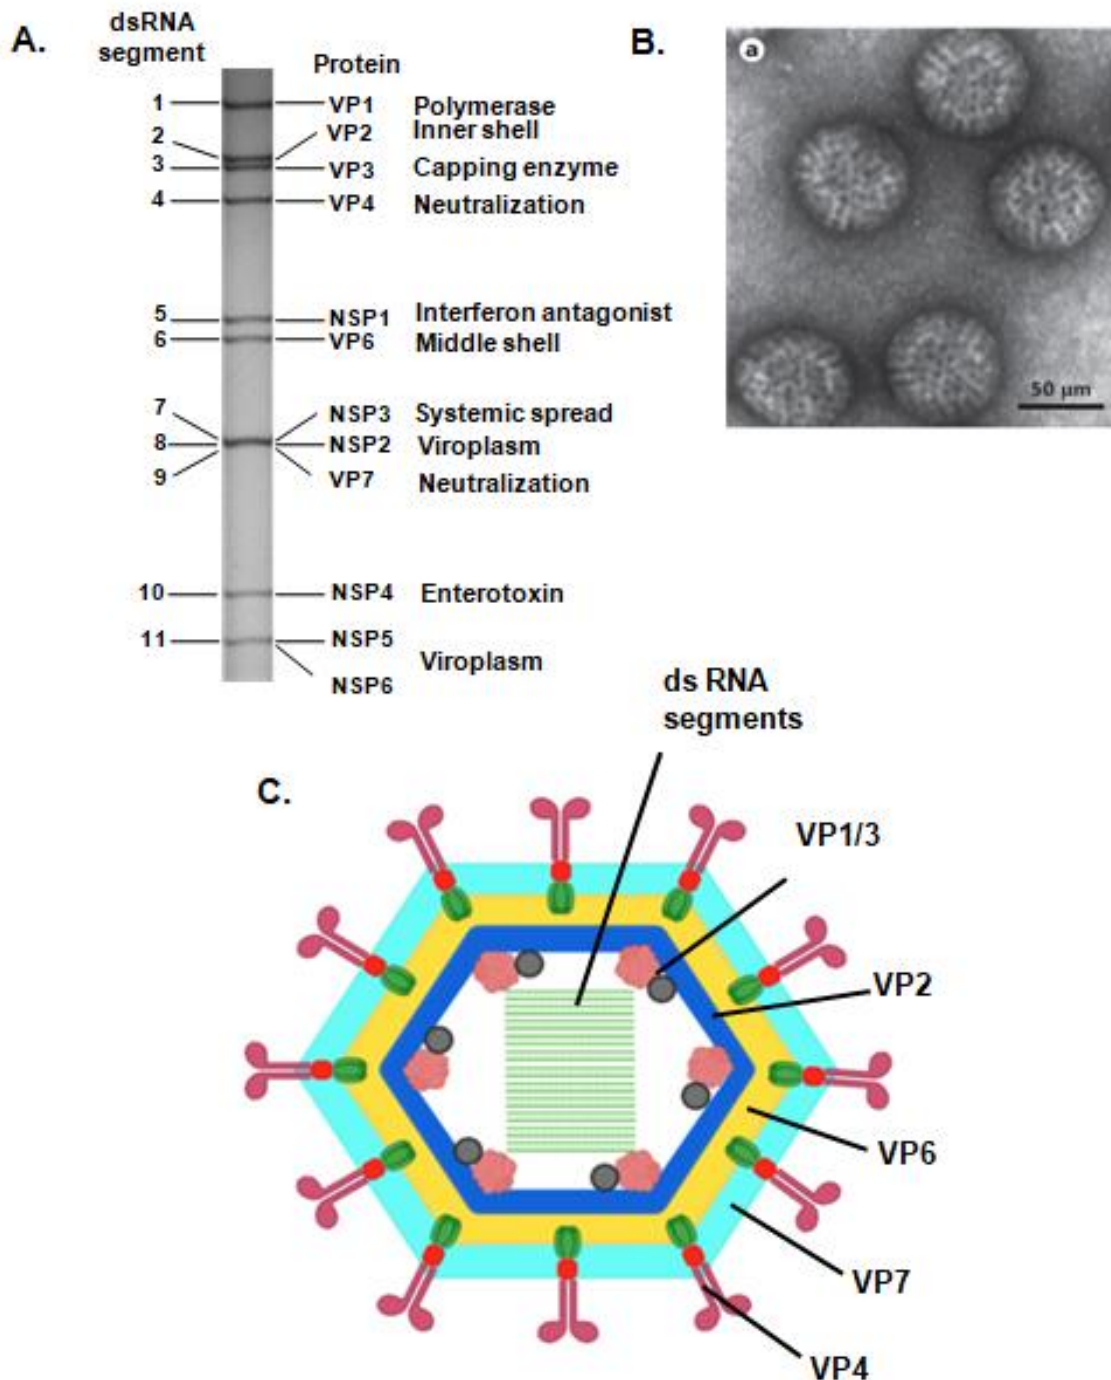 A.
dsRNA
segment
Protein
1 VP1 Polymerase
2 VP2 Inner shell
3 VP3 Capping enzyme
4 VP4 Neutralization
5 NSP1 Interferon antagonist
6 VP6 Middle shell
7 NSP3 Systemic spread
8 NSP2 Viroplasm
9 VP7 Neutralization
10 NSP4 Enterotoxin
11 NSP5
Viroplasm
NSP6
B.
a
50 µm
C.
ds RNA
segments
VP1/3
VP2
VP6
VP7
VP4